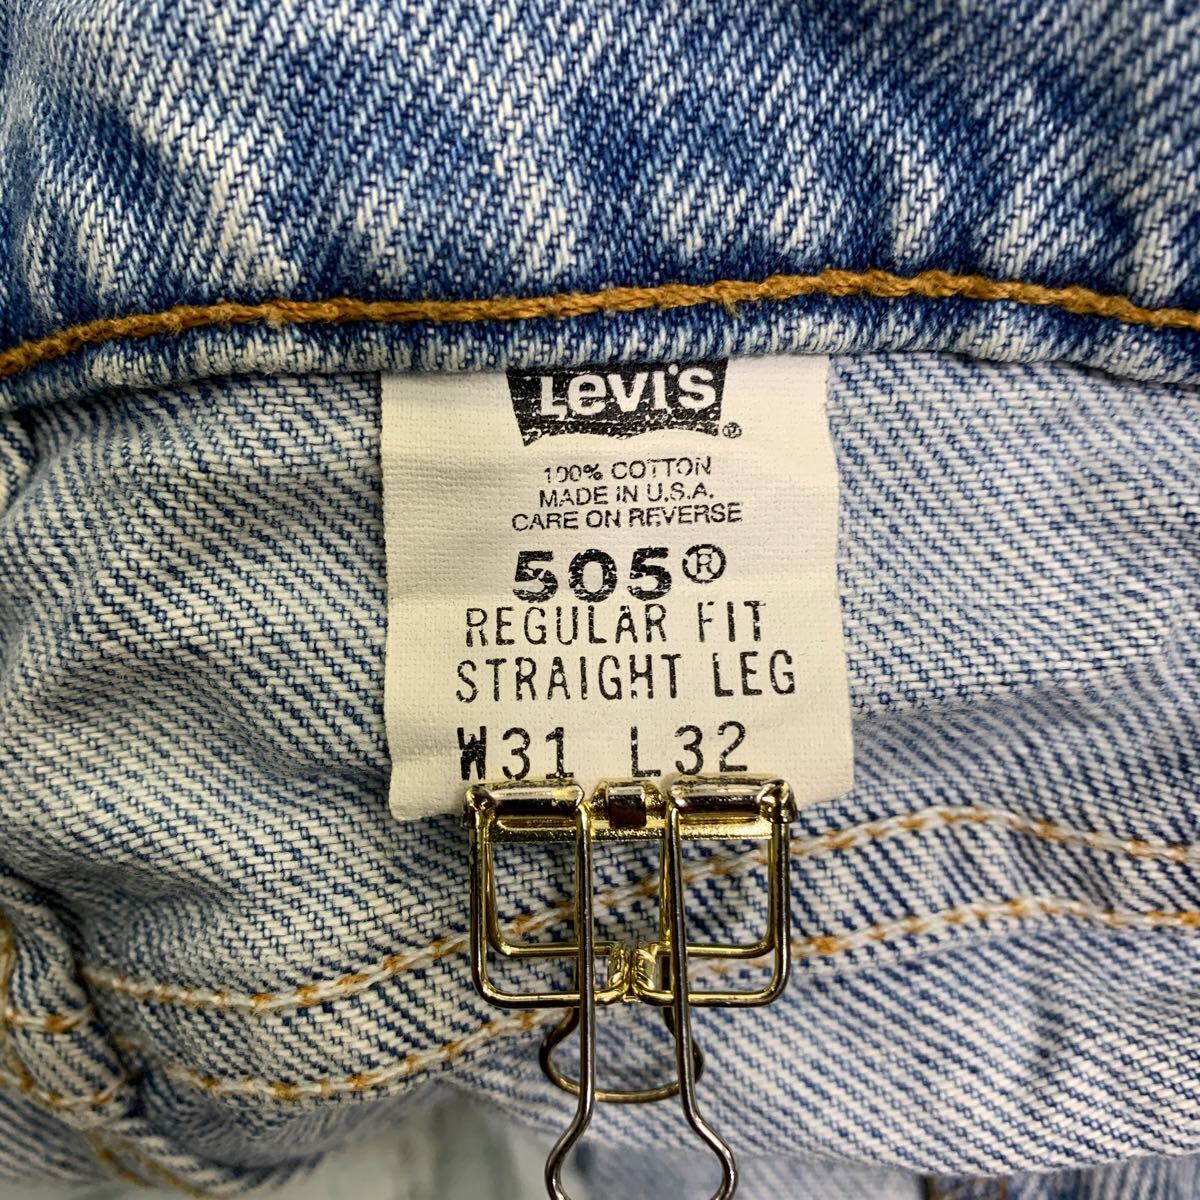 Levi's®
100% COTTON
MADE IN U.S.A.
CARE ON REVERSE
505®
REGULAR FIT
STRAIGHT LEG
W31 L32